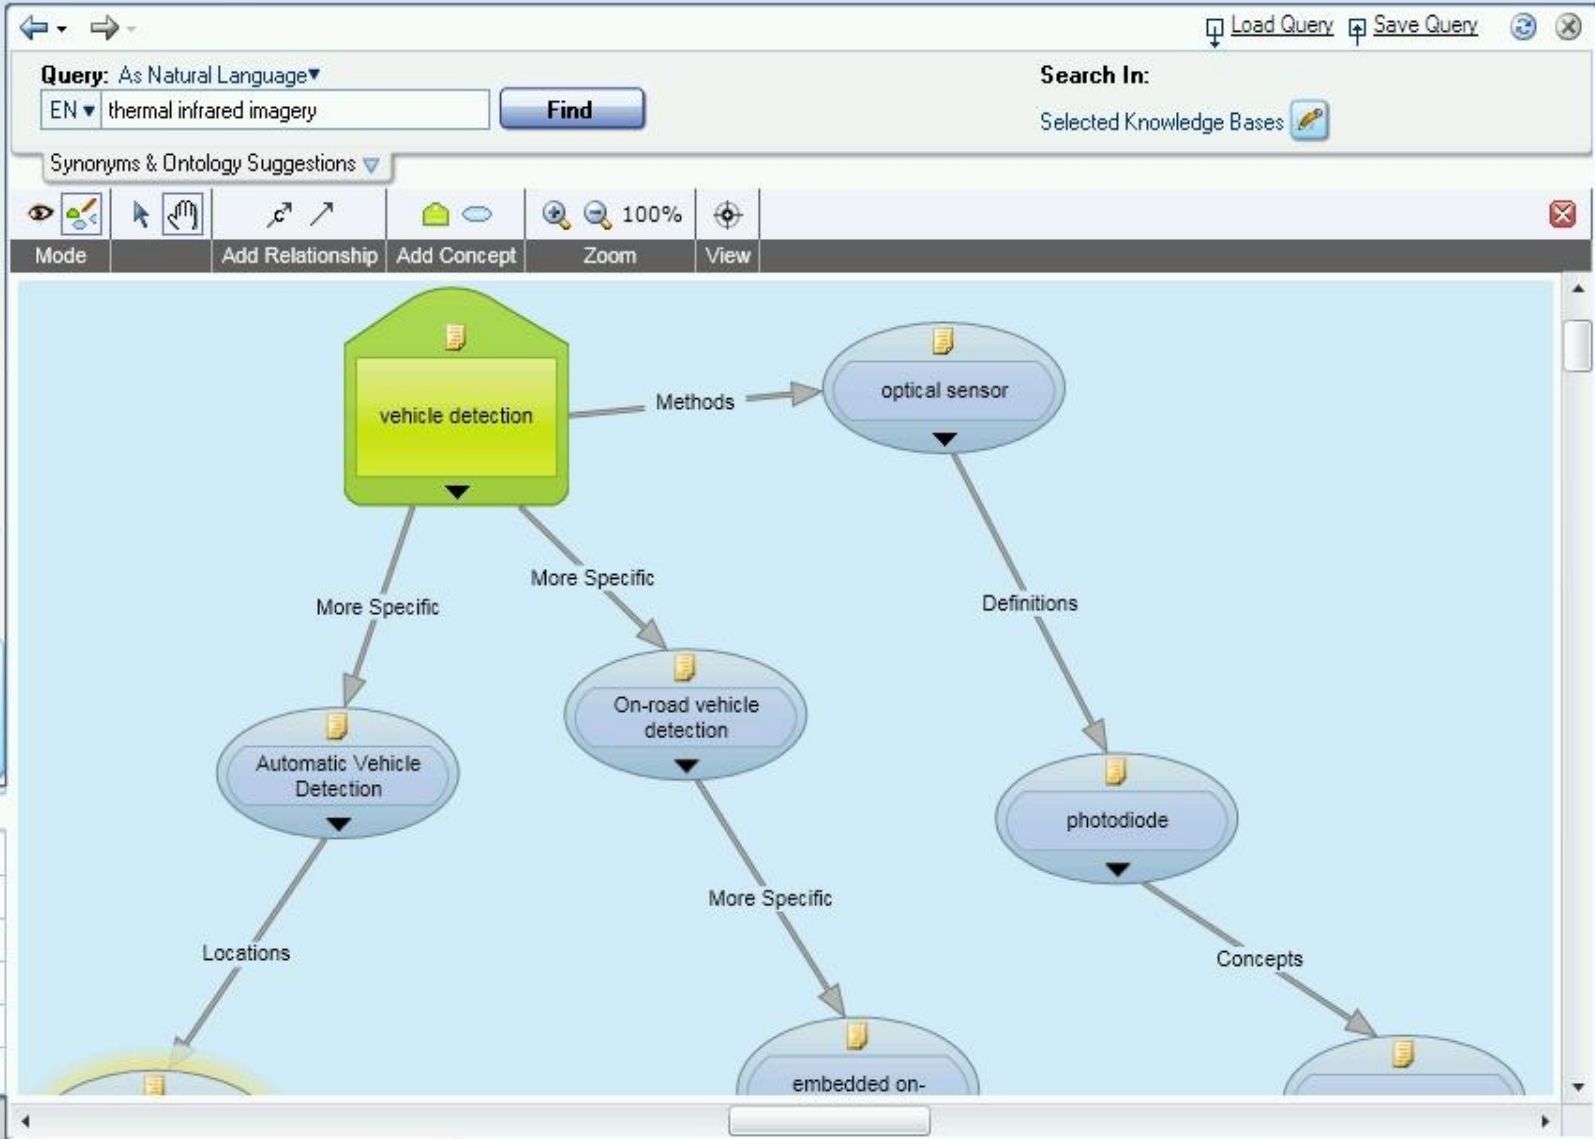 Load Query
Save Query
Query: As Natural Language
Search In:
EN
thermal infrared imagery
Find
Selected Knowledge Bases
Synonyms & Ontology Suggestions
100%
Mode
Add Relationship
Add Concept
Zoom
View
vehicle detection
Methods
optical sensor
More Specific
More Specific
Definitions
On-road vehicle
detection
Automatic Vehicle
Detection
photodiode
More Specific
Locations
Concepts
embedded on-